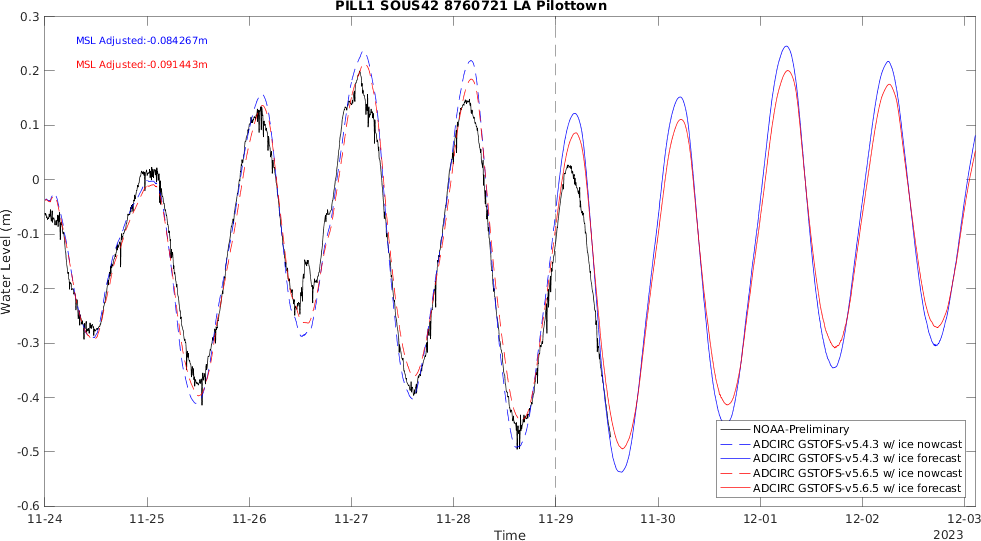 PILL1 SOUS42 8760721 LA Pilottown
MSL Adjusted:-0.084267m
MSL Adjusted:-0.091443m
Water Level (m)
0.3
0.2
0.1
0
-0.1
-0.2
-0.3
-0.4
-0.5
-0.6
NOAA-Preliminary
ADCIRC GSTOFS-v5.4.3 w/ ice nowcast
ADCIRC GSTOFS-v5.4.3 w/ ice forecast
ADCIRC GSTOFS-v5.6.5 w/ ice nowcast
ADCIRC GSTOFS-v5.6.5 w/ ice forecast
11-24 11-25 11-26 11-27 11-28 11-29 11-30 12-01 12-02 12-03
Time
2023